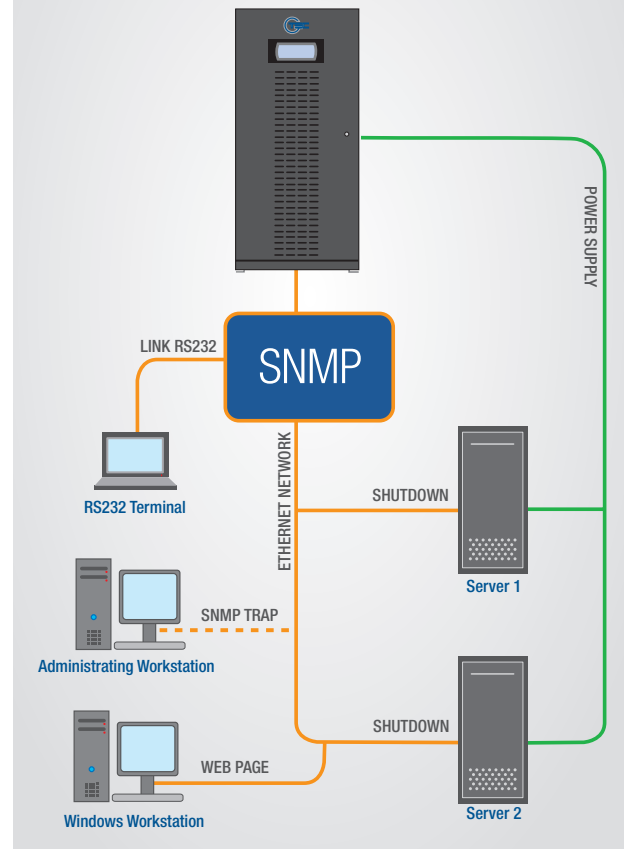 POWER SUPPLY
LINK RS232
SNMP
RS232 Terminal
ETHERNET NETWORK
SHUTDOWN
Server 1
SNMP TRAP
Administrating Workstation
SHUTDOWN
WEB PAGE
Server 2
Windows Workstation